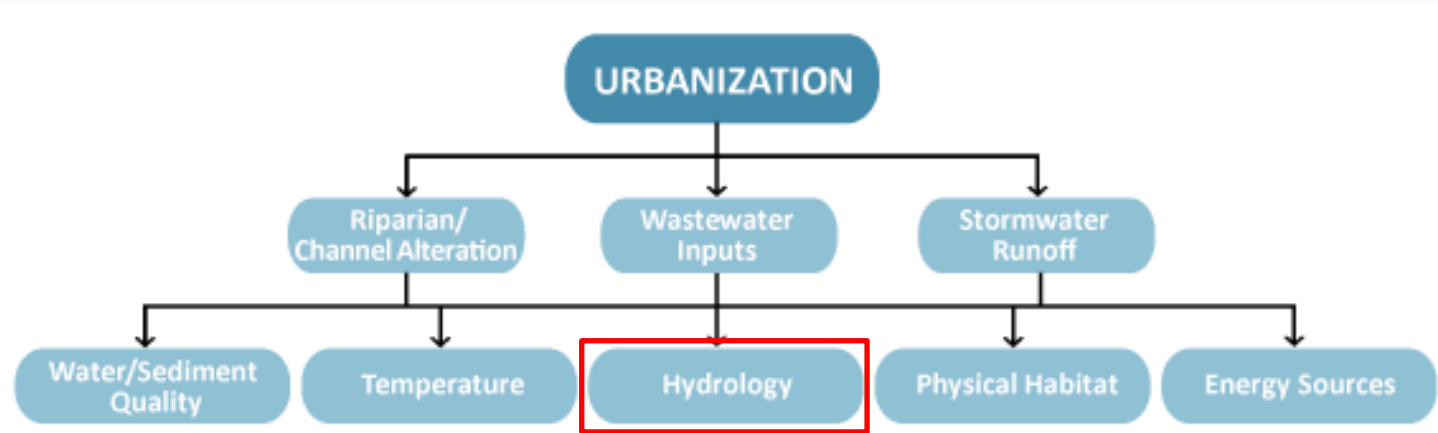 URBANIZATION
Riparian/
Channel Alteration
Wastewater
Inputs
Stormwater
Runoff
Water/Sediment
Quality
Temperature
Hydrology
Physical Habitat
Energy Sources